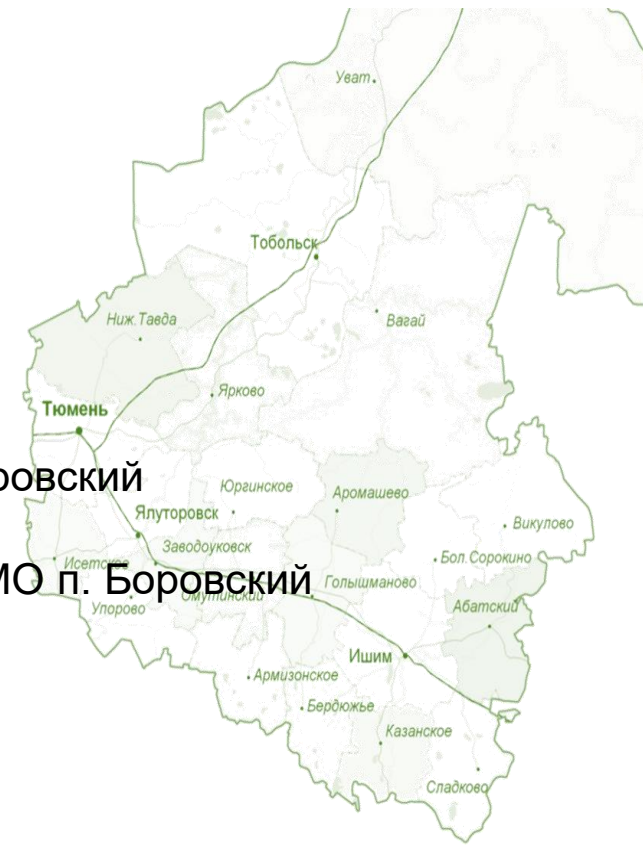 Уват
Тобольск
Ниж.Тавда
Вагай
Ярково
Тюмень
ровский
Юргинское
Аромашево
Ялуторовск
Викулово
Заводоуковск
Бол.Сорокино
Исетское
МО п. Боровский
Голышманово
Омутинский
Упорово
Абатский
Ишим
Армизонское
Бердюжье
Казанское
Сладково